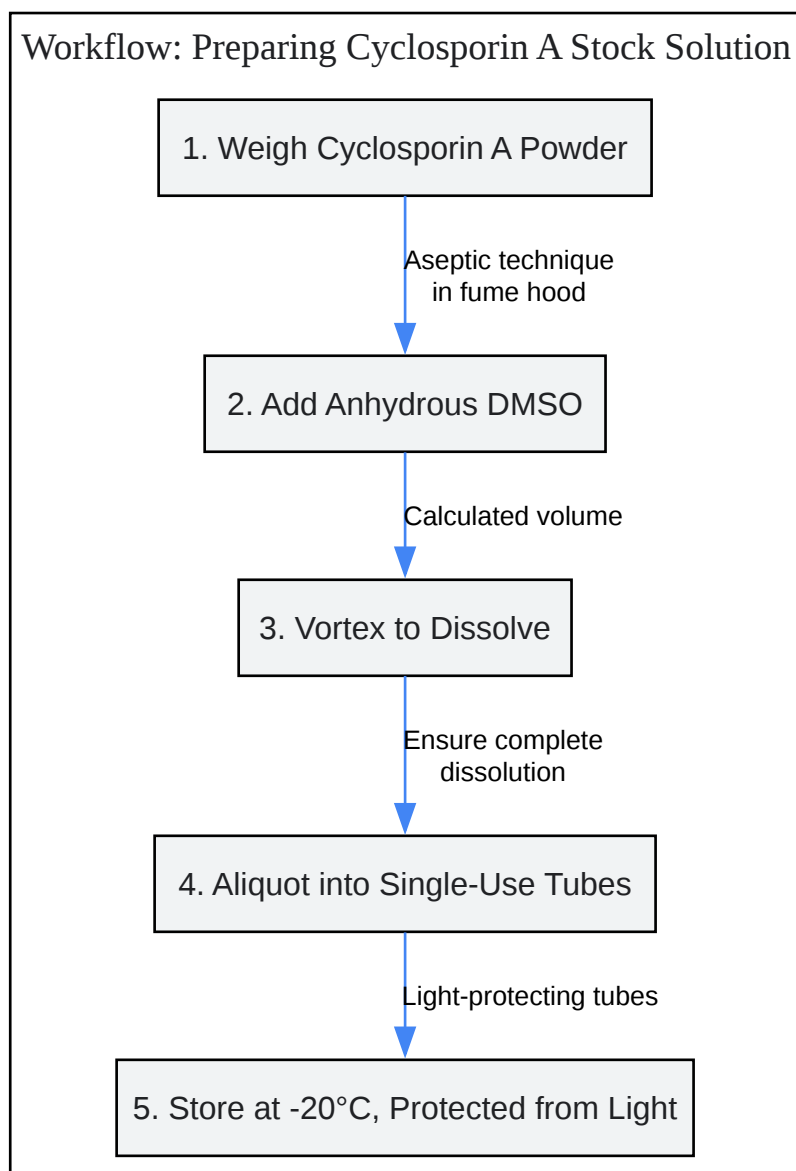 Workflow: Preparing Cyclosporin A Stock Solution
1. Weigh Cyclosporin A Powder
Aseptic technique
in fume hood
2. Add Anhydrous DMSO
Calculated volume
3. Vortex to Dissolve
Ensure complete
dissolution
4. Aliquot into Single-Use Tubes
Light-protecting tubes
5. Store at -20°C, Protected from Light